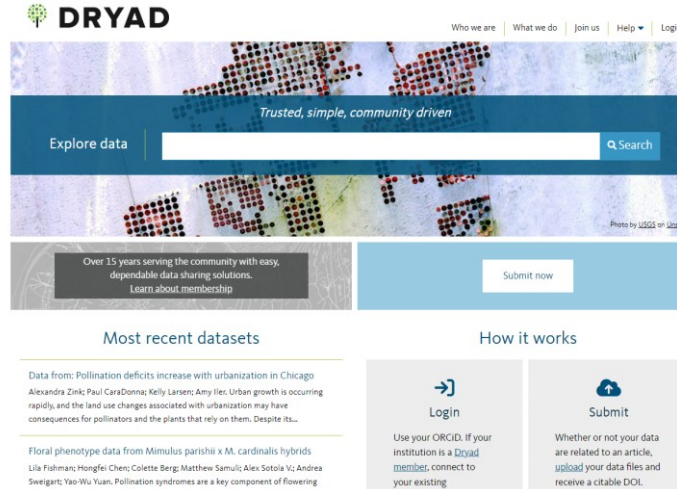 DRYAD
Who we are What we do Join us Help Logi
Trusted, simple, community driven
Explore data
Search
Photo by USGS on Uns
Over 15 years serving the community with easy,
dependable data sharing solutions.
Learn about membership
Submit now
Most recent datasets
Data from: Pollination deficits increase with urbanization in Chicago
Alexandra Zink; Paul CaraDonna; Kelly Larsen; Amy Iler. Urban growth is occurring
rapidly, and the land use changes associated with urbanization may have
consequences for pollinators and the plants that rely on them. Despite its...
Floral phenotype data from Mimulus parishii x M. cardinalis hybrids
Lila Fishman; Hongfei Chen; Colette Berg; Matthew Samuli; Alex Sotola V.; Andrea
Sweigart; Yao-Wu Yuan. Pollination syndromes are a key component of flowering
How it works
Login
Use your ORCiD. If your
institution is a Dryad
member, connect to
your existing
Submit
Whether or not your data
are related to an article,
upload your data files and
receive a citable DOI.